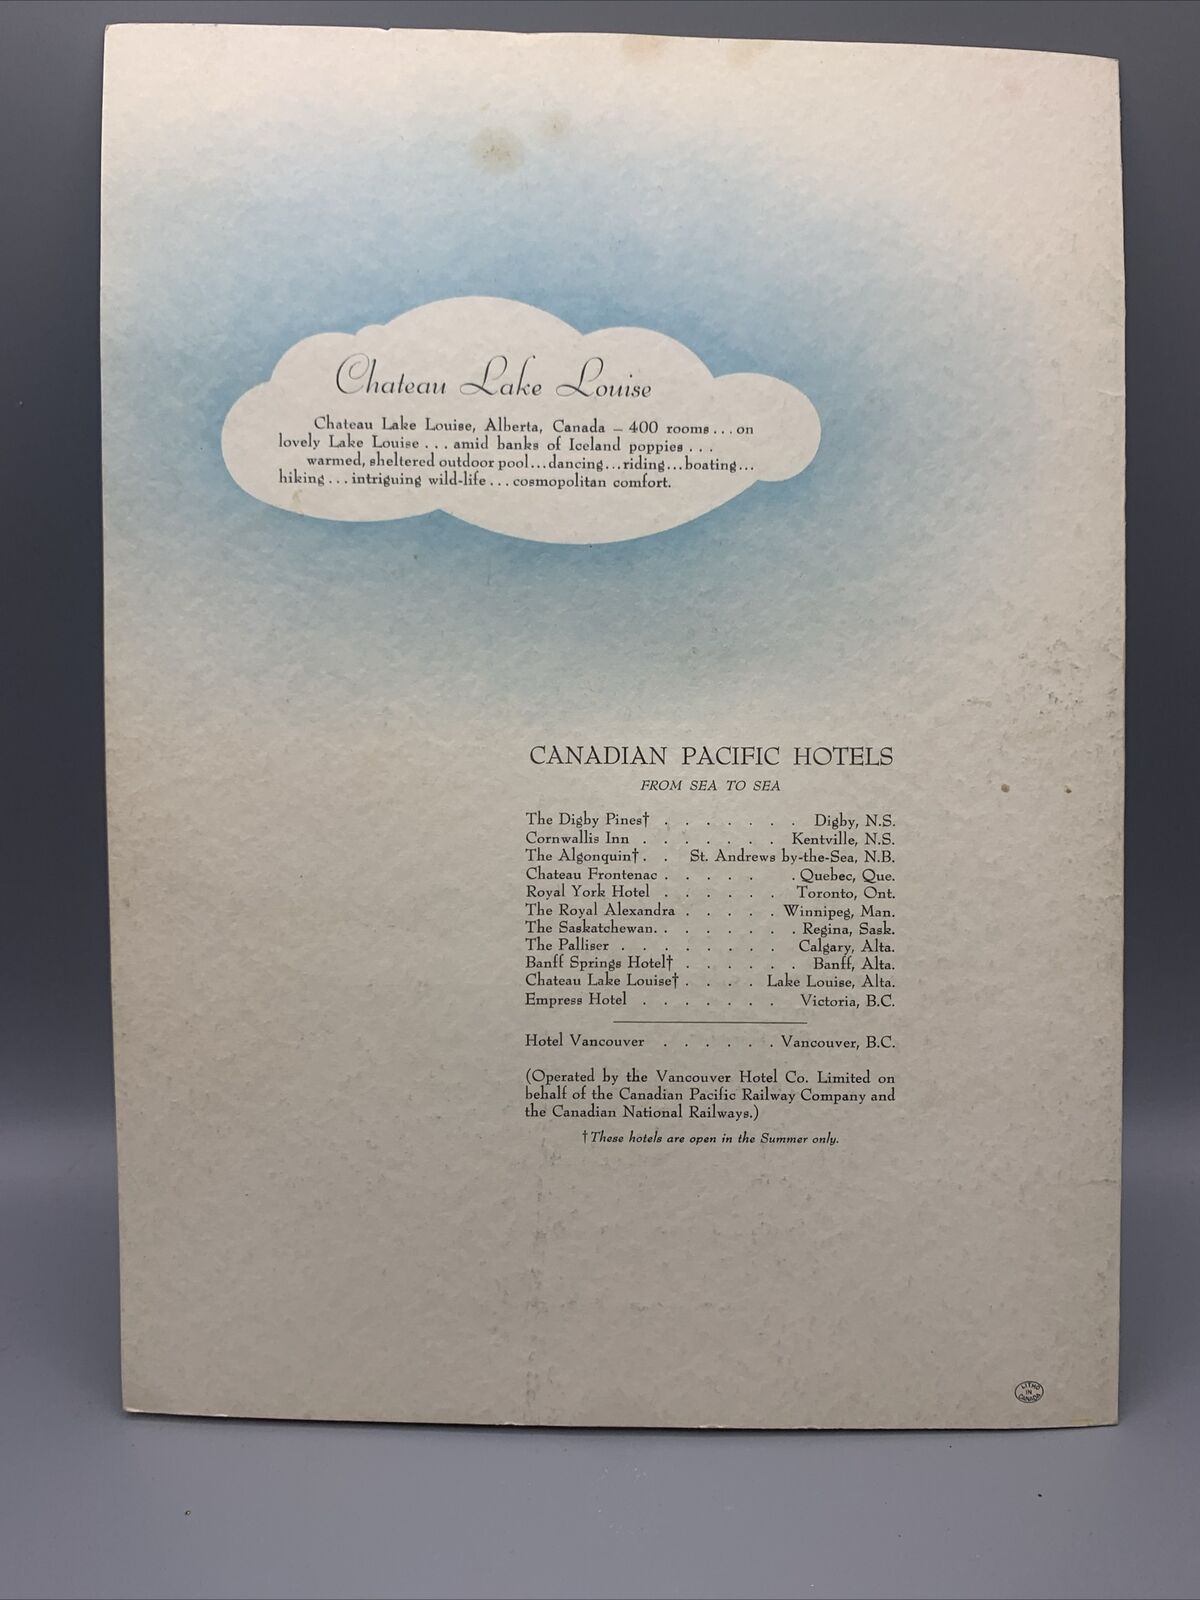 Chateau Lake Louise
Chateau Lake Louise, Alberta, Canada – 400 rooms...on
lovely Lake Louise ... amid banks of Iceland poppies ...
warmed, sheltered outdoor pool...dancing...riding...boating...
hiking ... intriguing wild-life ... cosmopolitan comfort.
CANADIAN PACIFIC HOTELS
FROM SEA TO SEA
The Digby Pines† . . . . . . . Digby, N.S.
Cornwallis Inn . . . . . . . Kentville, N.S.
The Algonquin† . . St. Andrews by-the-Sea, N.B.
Chateau Frontenac . . . . . . Quebec, Que.
Royal York Hotel . . . . . . Toronto, Ont.
The Royal Alexandra . . . . . Winnipeg, Man.
The Saskatchewan. . . . . . . Regina, Sask.
The Palliser . . . . . . . . Calgary, Alta.
Banff Springs Hotel† . . . . . . Banff, Alta.
Chateau Lake Louise† . . . . Lake Louise, Alta.
Empress Hotel . . . . . . . Victoria, B.C.
Hotel Vancouver . . . . . . Vancouver, B.C.
(Operated by the Vancouver Hotel Co. Limited on
behalf of the Canadian Pacific Railway Company and
the Canadian National Railways.)
† These hotels are open in the Summer only.
LITHO
IN
CANADA